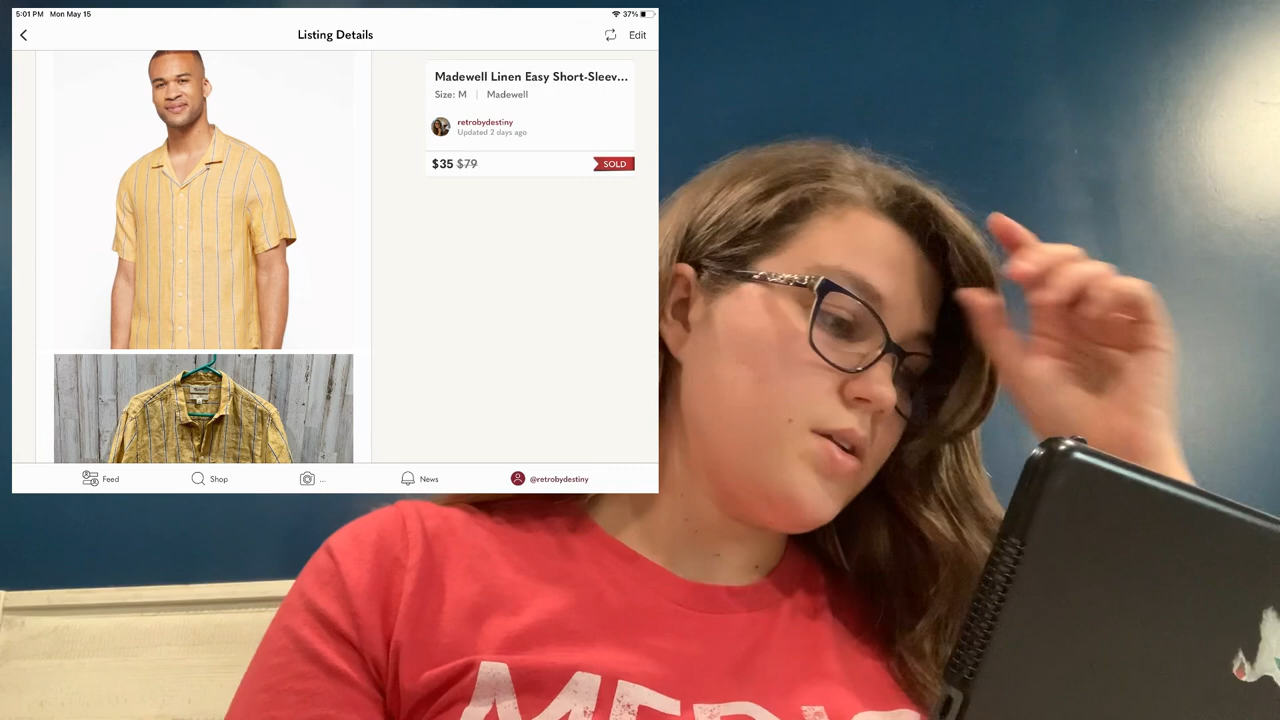 5:01 PM Mon May 15
37%
Listing Details
Edit
Madewell Linen Easy Short-Sleev...
Size: M | Madewell
retrobydestiny
Updated 2 days ago
$35 $79
SOLD
Feed
Shop
...
News
@retrobydestiny